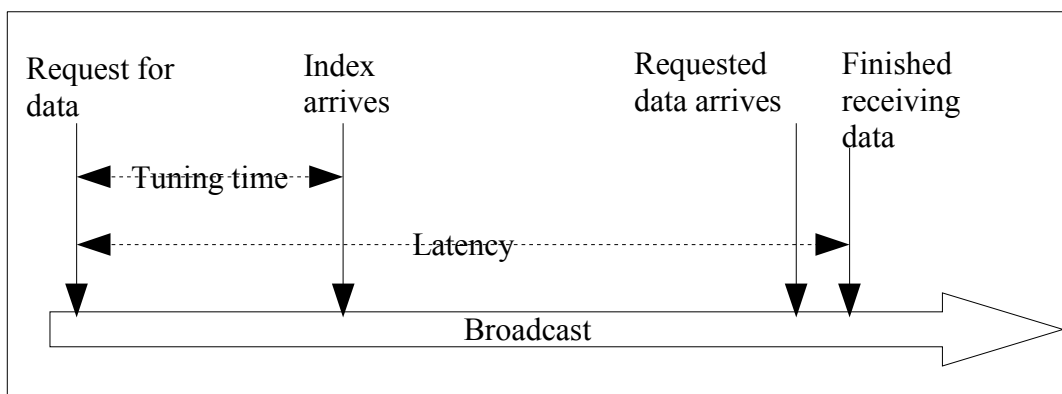 Request for
data
Index
arrives
Requested
data arrives
Finished
receiving
data
Tuning time
Latency
Broadcast